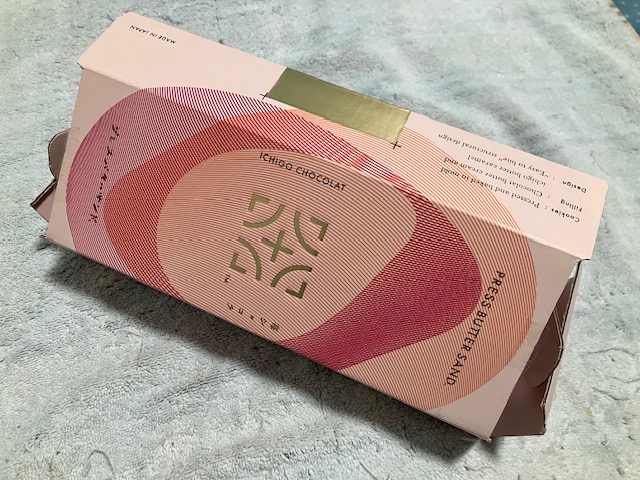 MADE IN JAPAN
Cookies : Pressed and baked in mold
Filling : Chocolat butter cream and
ichigo butter caramel
Design : "Easy to bite" structural design
ICHIGO CHOCOLAT
PRESS BUTTER SAND